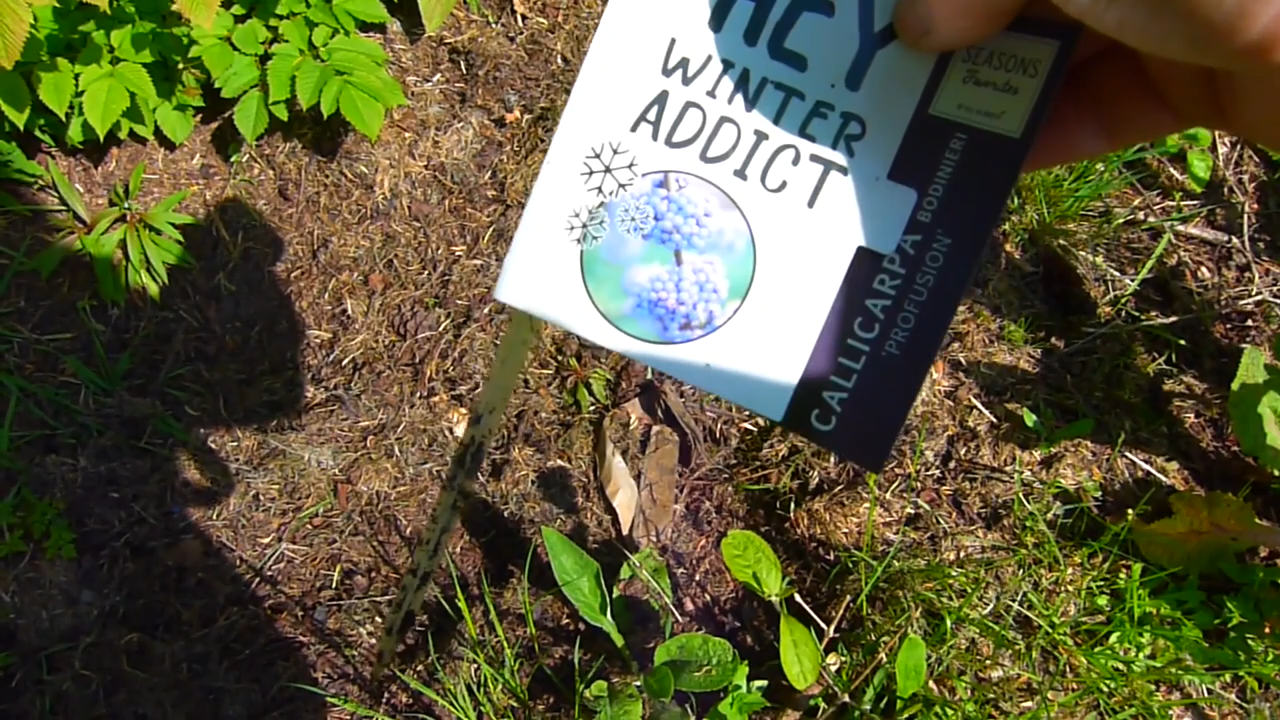 WINTER
ADDICT
SEASONS
Favorites
CALLICARPA BODINIERI
'PROFUSION'